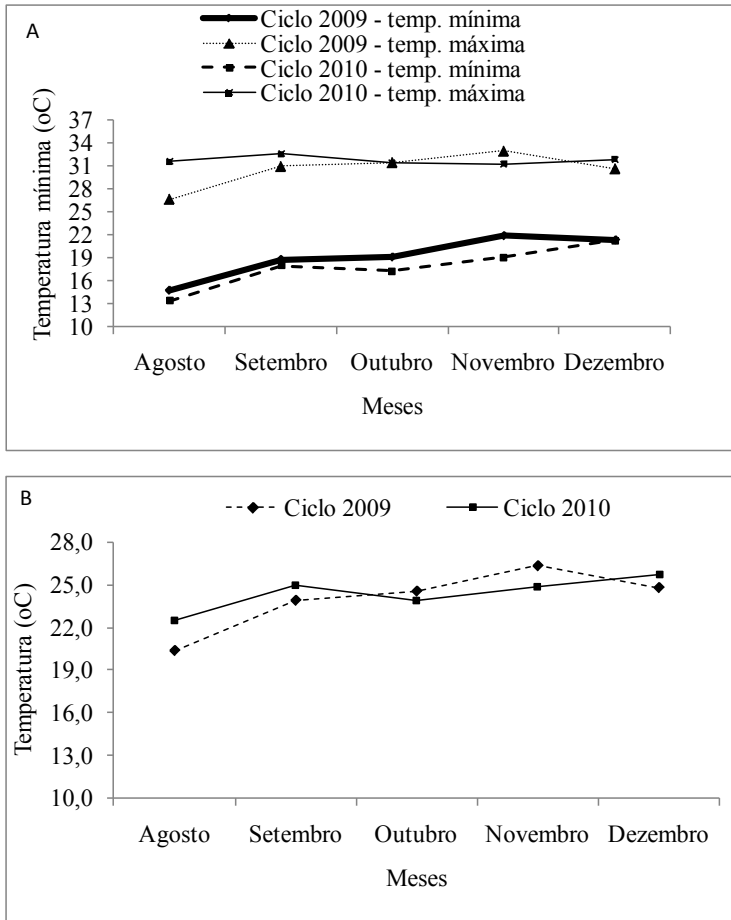 A
Ciclo 2009 - temp. mínima
Ciclo 2009 - temp. máxima
Ciclo 2010 - temp. mínima
Ciclo 2010 - temp. máxima
Temperatura mínima (oC)
37
34
31
28
25
22
19
16
13
10
Agosto Setembro Outubro Novembro Dezembro
Meses
B
Ciclo 2009 Ciclo 2010
Temperatura (oC)
28,0
25,0
22,0
19,0
16,0
13,0
10,0
Agosto Setembro Outubro Novembro Dezembro
Meses